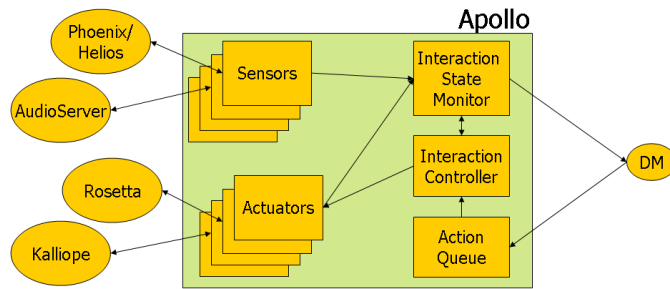 Apollo
Phoenix/
Helios
Sensors
Interaction
State
Monitor
AudioServer
Interaction
Controller
DM
Rosetta
Actuators
Kalliope
Action
Queue